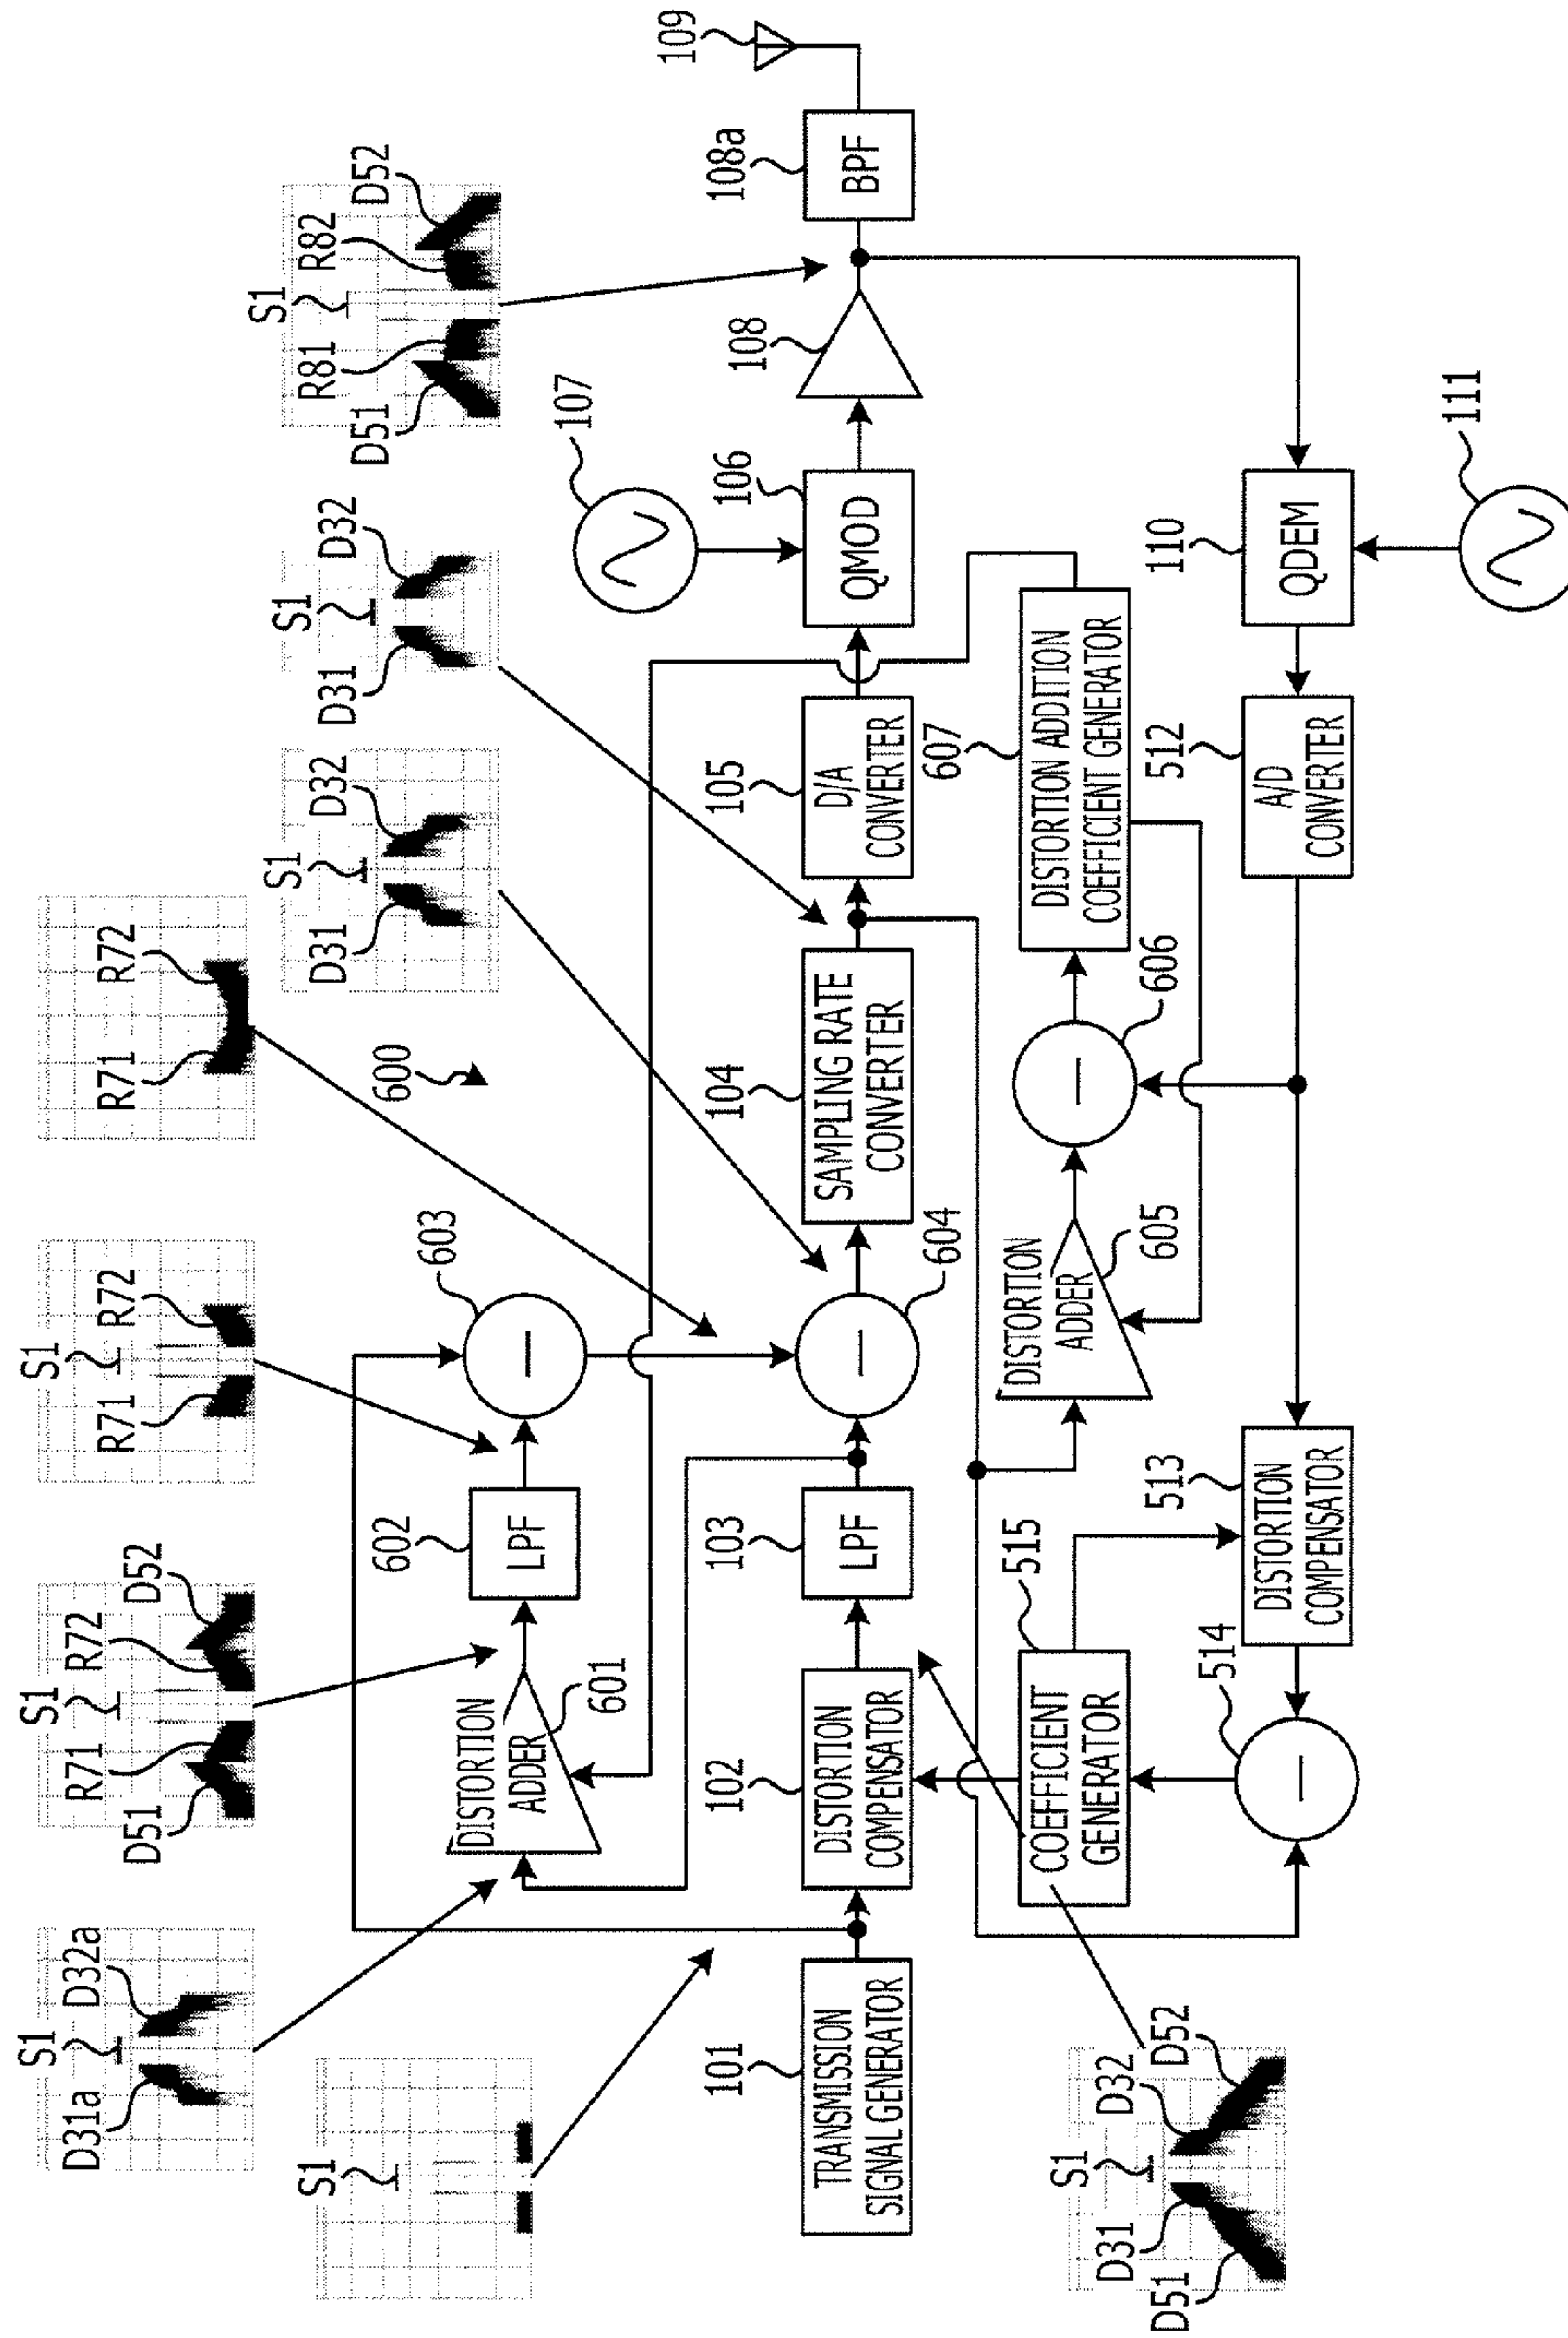 D31a
S1
D32a
D51
R71
S1
R72
D52
R71
S1
R72
R71
R72
S1
DISTORTION
ADDER
601
602
LPF
603
600
D31
S1
D32
D31
S1
D32
D51
R81
S1
R82
D52
101
TRANSMISSION
SIGNAL GENERATOR
102
DISTORTION
COMPENSATOR
103
LPF
604
104
SAMPLING RATE
CONVERTER
105
D/A
CONVERTER
106
QMOD
107
108
108a
BPF
109
D51
D31
S1
D32
D52
515
COEFFICIENT
GENERATOR
DISTORTION
ADDER
605
606
607
DISTORTION ADDITION
COEFFICIENT GENERATOR
514
513
DISTORTION
COMPENSATOR
512
A/D
CONVERTER
110
QDEM
111